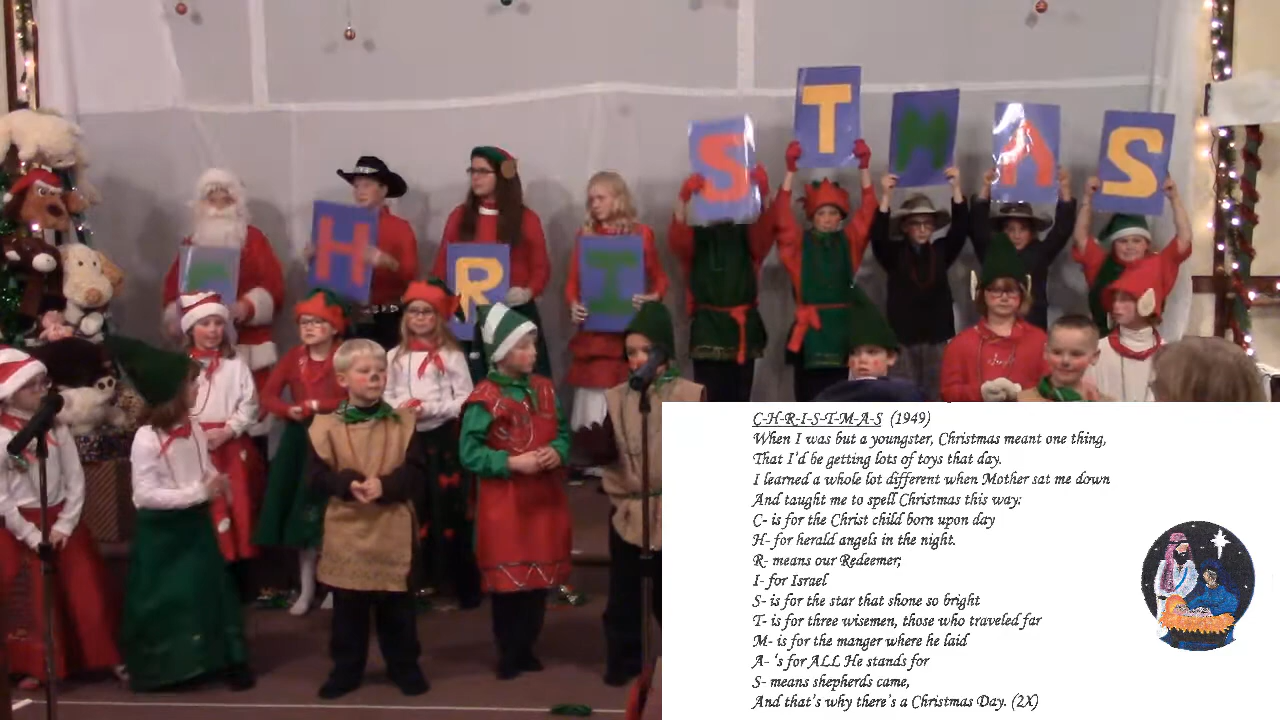 S T M A S
C H R I
C-H-R-I-S-T-M-A-S (1949)
When I was but a youngster, Christmas meant one thing,
That I'd be getting lots of toys that day.
I learned a whole lot different when Mother sat me down
And taught me to spell Christmas this way:
C- is for the Christ child born upon day
H- for herald angels in the night.
R- means our Redeemer;
I- for Israel
S- is for the star that shone so bright
T- is for three wisemen, those who traveled far
M- is for the manger where he laid
A- 's for ALL He stands for
S- means shepherds came,
And that's why there's a Christmas Day. (2X)